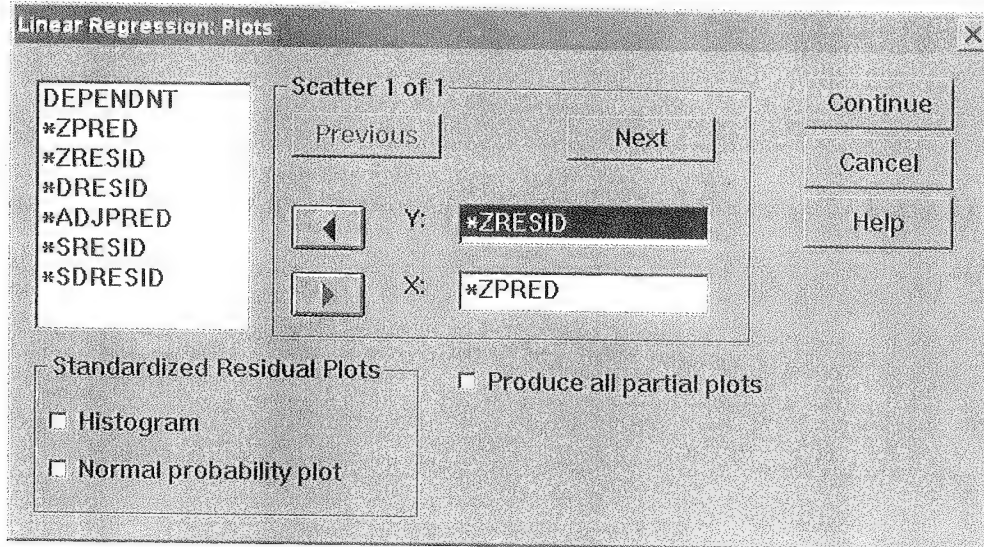 Linear Regression: Plots
DEPENDNT
*ZPRED
*ZRESID
*DRESID
*ADJPRED
*SRESID
*SDRESID
Scatter 1 of 1
Previous
Next
Y:
*ZRESID
X:
*ZPRED
Continue
Cancel
Help
Standardized Residual Plots
Histogram
Normal probability plot
Produce all partial plots